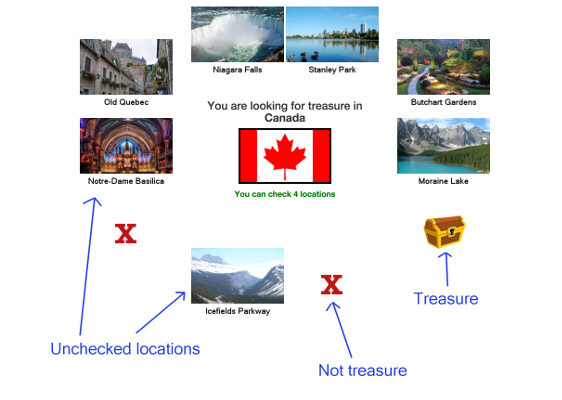 Niagara Falls
Stanley Park
Old Quebec
Butchart Gardens
You are looking for treasure in
Canada
Notre-Dame Basilica
Moraine Lake
You can check 4 locations
X
X
Icefields Parkway
Treasure
Unchecked locations
Not treasure